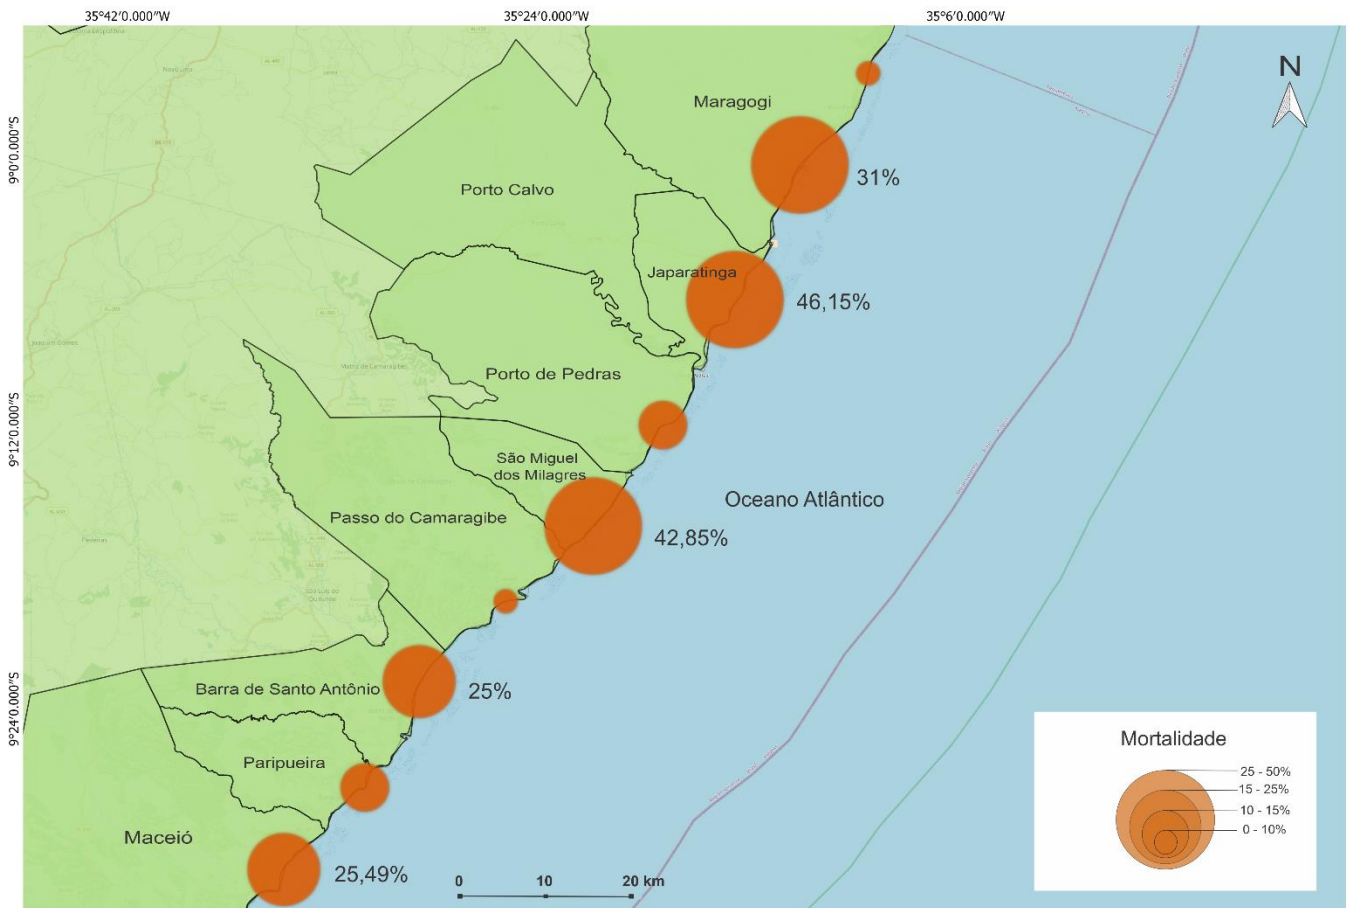 35°42'0.000"W
35°24'0.000"W
35°6'0.000"W
N
Maragogi
9°0'0.000"S
31%
Porto Calvo
Japaratinga
46,15%
Porto de Pedras
9°12'0.000"S
São Miguel
dos Milagres
Oceano Atlântico
Passo do Camaragibe
42,85%
Barra de Santo Antônio
25%
9°24'0.000"S
Mortalidade
25 - 50%
15 - 25%
10 - 15%
0 - 10%
Paripueira
Maceió
25,49%
0 10 20 km